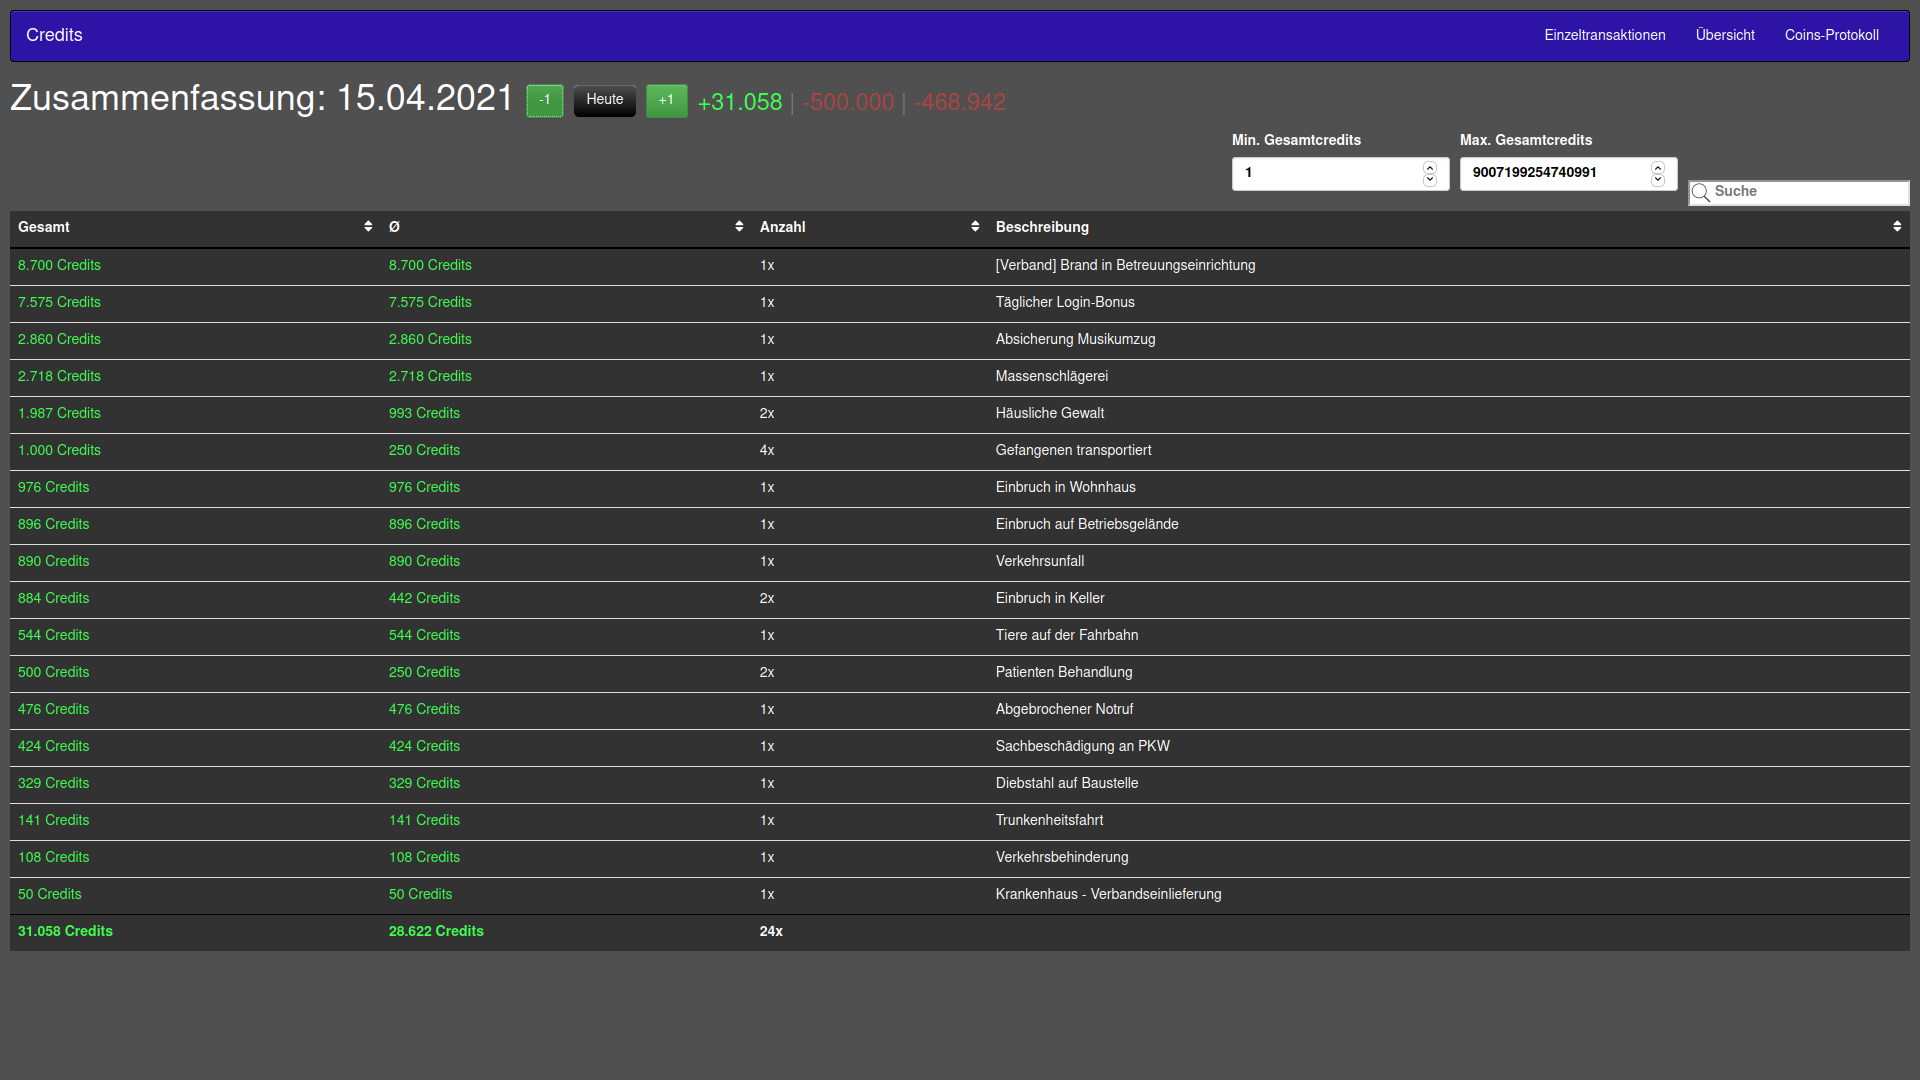 Credits Einzeltransaktionen Übersicht Coins-Protokoll
Zusammenfassung: 15.04.2021 -1 Heute +1 +31.058 | -500.000 | -468.942
Min. Gesamtcredits Max. Gesamtcredits
1 9007199254740991 Suche
Gesamt Ø Anzahl Beschreibung
8.700 Credits 8.700 Credits 1x [Verband] Brand in Betreuungseinrichtung
7.575 Credits 7.575 Credits 1x Täglicher Login-Bonus
2.860 Credits 2.860 Credits 1x Absicherung Musikumzug
2.718 Credits 2.718 Credits 1x Massenschlägerei
1.987 Credits 993 Credits 2x Häusliche Gewalt
1.000 Credits 250 Credits 4x Gefangenen transportiert
976 Credits 976 Credits 1x Einbruch in Wohnhaus
896 Credits 896 Credits 1x Einbruch auf Betriebsgelände
890 Credits 890 Credits 1x Verkehrsunfall
884 Credits 442 Credits 2x Einbruch in Keller
544 Credits 544 Credits 1x Tiere auf der Fahrbahn
500 Credits 250 Credits 2x Patienten Behandlung
476 Credits 476 Credits 1x Abgebrochener Notruf
424 Credits 424 Credits 1x Sachbeschädigung an PKW
329 Credits 329 Credits 1x Diebstahl auf Baustelle
141 Credits 141 Credits 1x Trunkenheitsfahrt
108 Credits 108 Credits 1x Verkehrsbehinderung
50 Credits 50 Credits 1x Krankenhaus - Verbandseinlieferung
31.058 Credits 28.622 Credits 24x